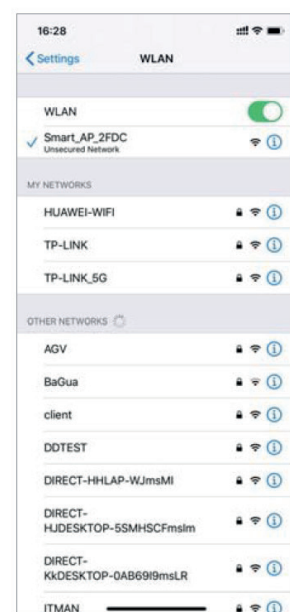 16:28
Settings
WLAN
WLAN
Smart_AP_2FDC
Unsecured Network
MY NETWORKS
HUAWEI-WIFI
TP-LINK
TP-LINK_5G
OTHER NETWORKS
AGV
BaGua
client
DDTEST
DIRECT-HHLAP-WJmsMI
DIRECT-
HJDESKTOP-5SMHSCFmsIm
DIRECT-
KkDESKTOP-0AB69I9msLR
ITMAN